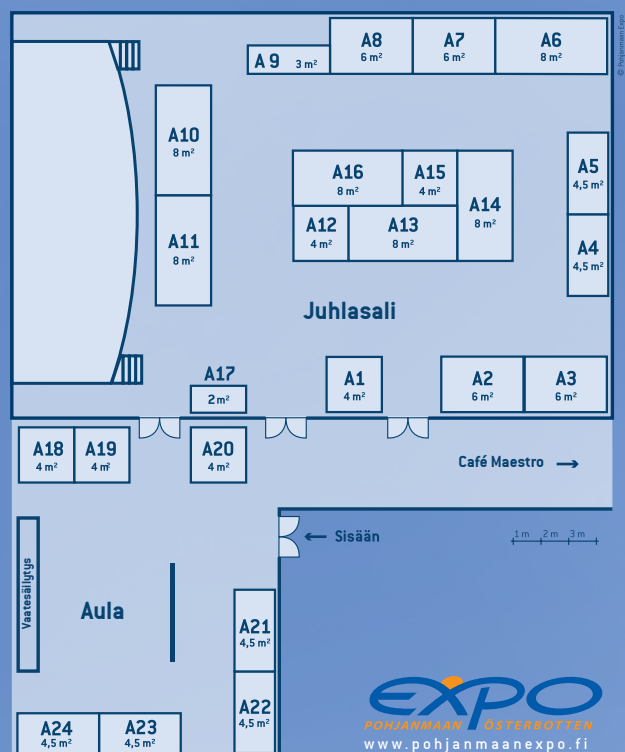 © Pohjanmaan Expo
A8
6 m²
A7
6 m²
A6
8 m²
A 9 3 m²
A10
8 m²
A11
8 m²
A16
8 m²
A15
4 m²
A14
8 m²
A12
4 m²
A13
8 m²
A5
4,5 m²
A4
4,5 m²
Juhlasali
A17
2 m²
A1
4 m²
A2
6 m²
A3
6 m²
A18
4 m²
A19
4 m²
A20
4 m²
Café Maestro →
← Sisään
1 m 2 m 3 m
Vaatesäilytys
Aula
A21
4,5 m²
A22
4,5 m²
A24
4,5 m²
A23
4,5 m²
EXPO
POHJANMAAN ÖSTERBOTTEN
www.pohjanmaanexpo.fi